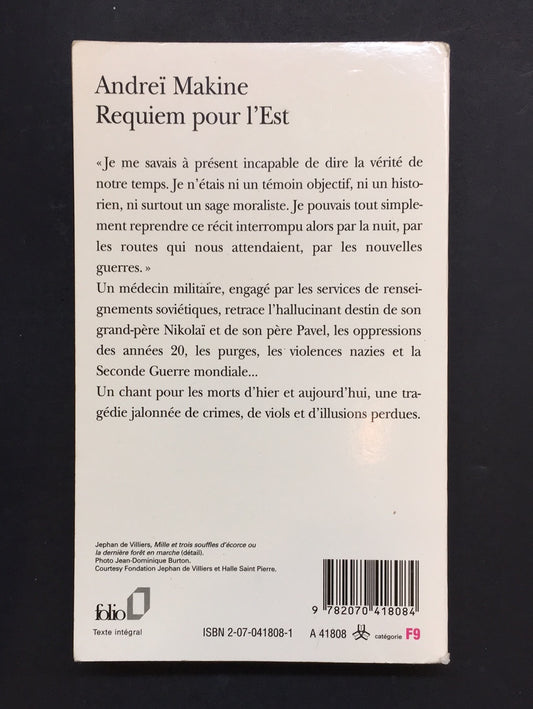 Andreï Makine
Requiem pour l'Est
« Je me savais à présent incapable de dire la vérité de
notre temps. Je n'étais ni un témoin objectif, ni un histo-
rien, ni surtout un sage moraliste. Je pouvais tout simple-
ment reprendre ce récit interrompu alors par la nuit, par
les routes qui nous attendaient, par les nouvelles
guerres. »
Un médecin militaire, engagé par les services de rensei-
gnements soviétiques, retrace l'hallucinant destin de son
grand-père Nikolaï et de son père Pavel, les oppressions
des années 20, les purges, les violences nazies et la
Seconde Guerre mondiale...
Un chant pour les morts d'hier et aujourd'hui, une tra-
gédie jalonnée de crimes, de viols et d'illusions perdues.
Jephan de Villiers, Mille et trois souffles d'écorce ou
la dernière forêt en marche (détail).
Photo Jean-Dominique Burton.
Courtesy Fondation Jephan de Villiers et Halle Saint Pierre.
9 782070 418084
folio
Texte intégral
ISBN 2-07-041808-1 A 41808 catégorie F9